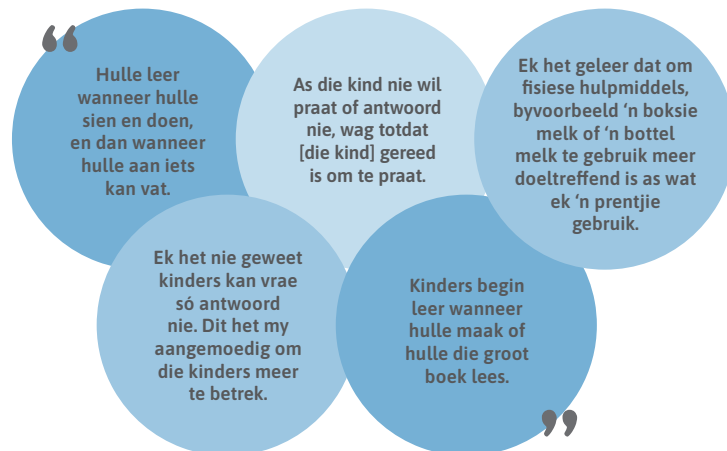 “
Hulle leer
wanneer hulle
sien en doen,
en dan wanneer
hulle aan iets
kan vat.
As die kind nie wil
praat of antwoord
nie, wag totdat
[die kind] gereed
is om te praat.
Ek het geleer dat om
fisiese hulpmiddels,
byvoorbeeld ‘n boksie
melk of ‘n bottel
melk te gebruik meer
doeltreffend is as wat
ek ‘n prentjie
gebruik.
Ek het nie geweet
kinders kan vrae
só antwoord
nie. Dit het my
aangemoedig om
die kinders meer
te betrek.
Kinders begin
leer wanneer
hulle maak of
hulle die groot
boek lees.
”